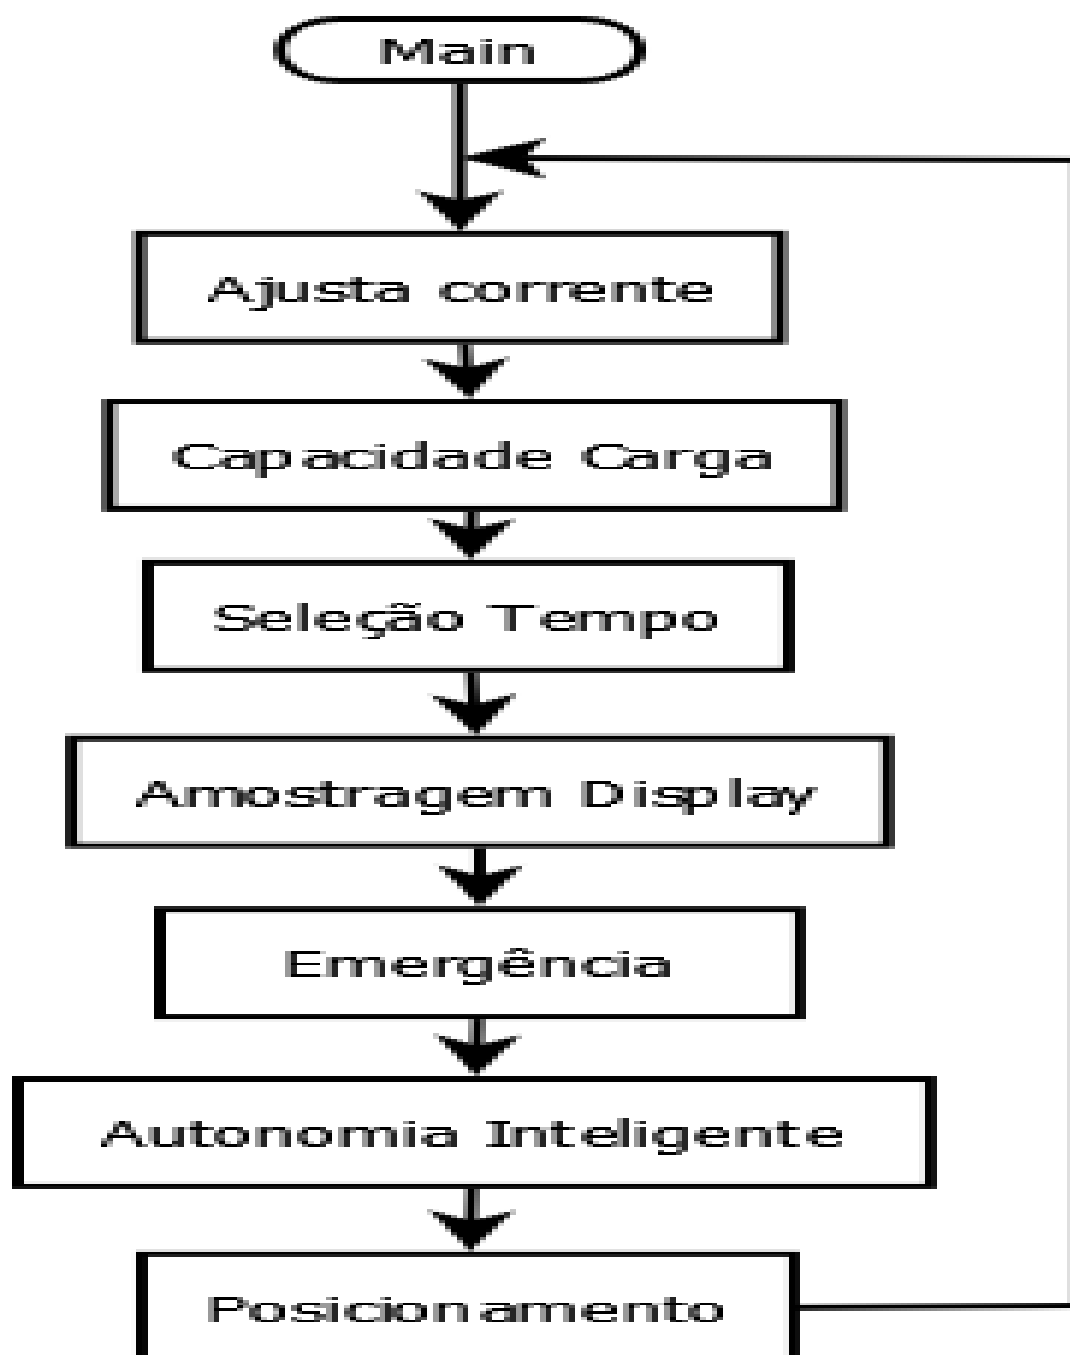 Main
Ajusta corrente
Capacidade Carga
Seleção Tempo
Amostragem Display
Emergência
Autonomia Inteligente
Posicionamento